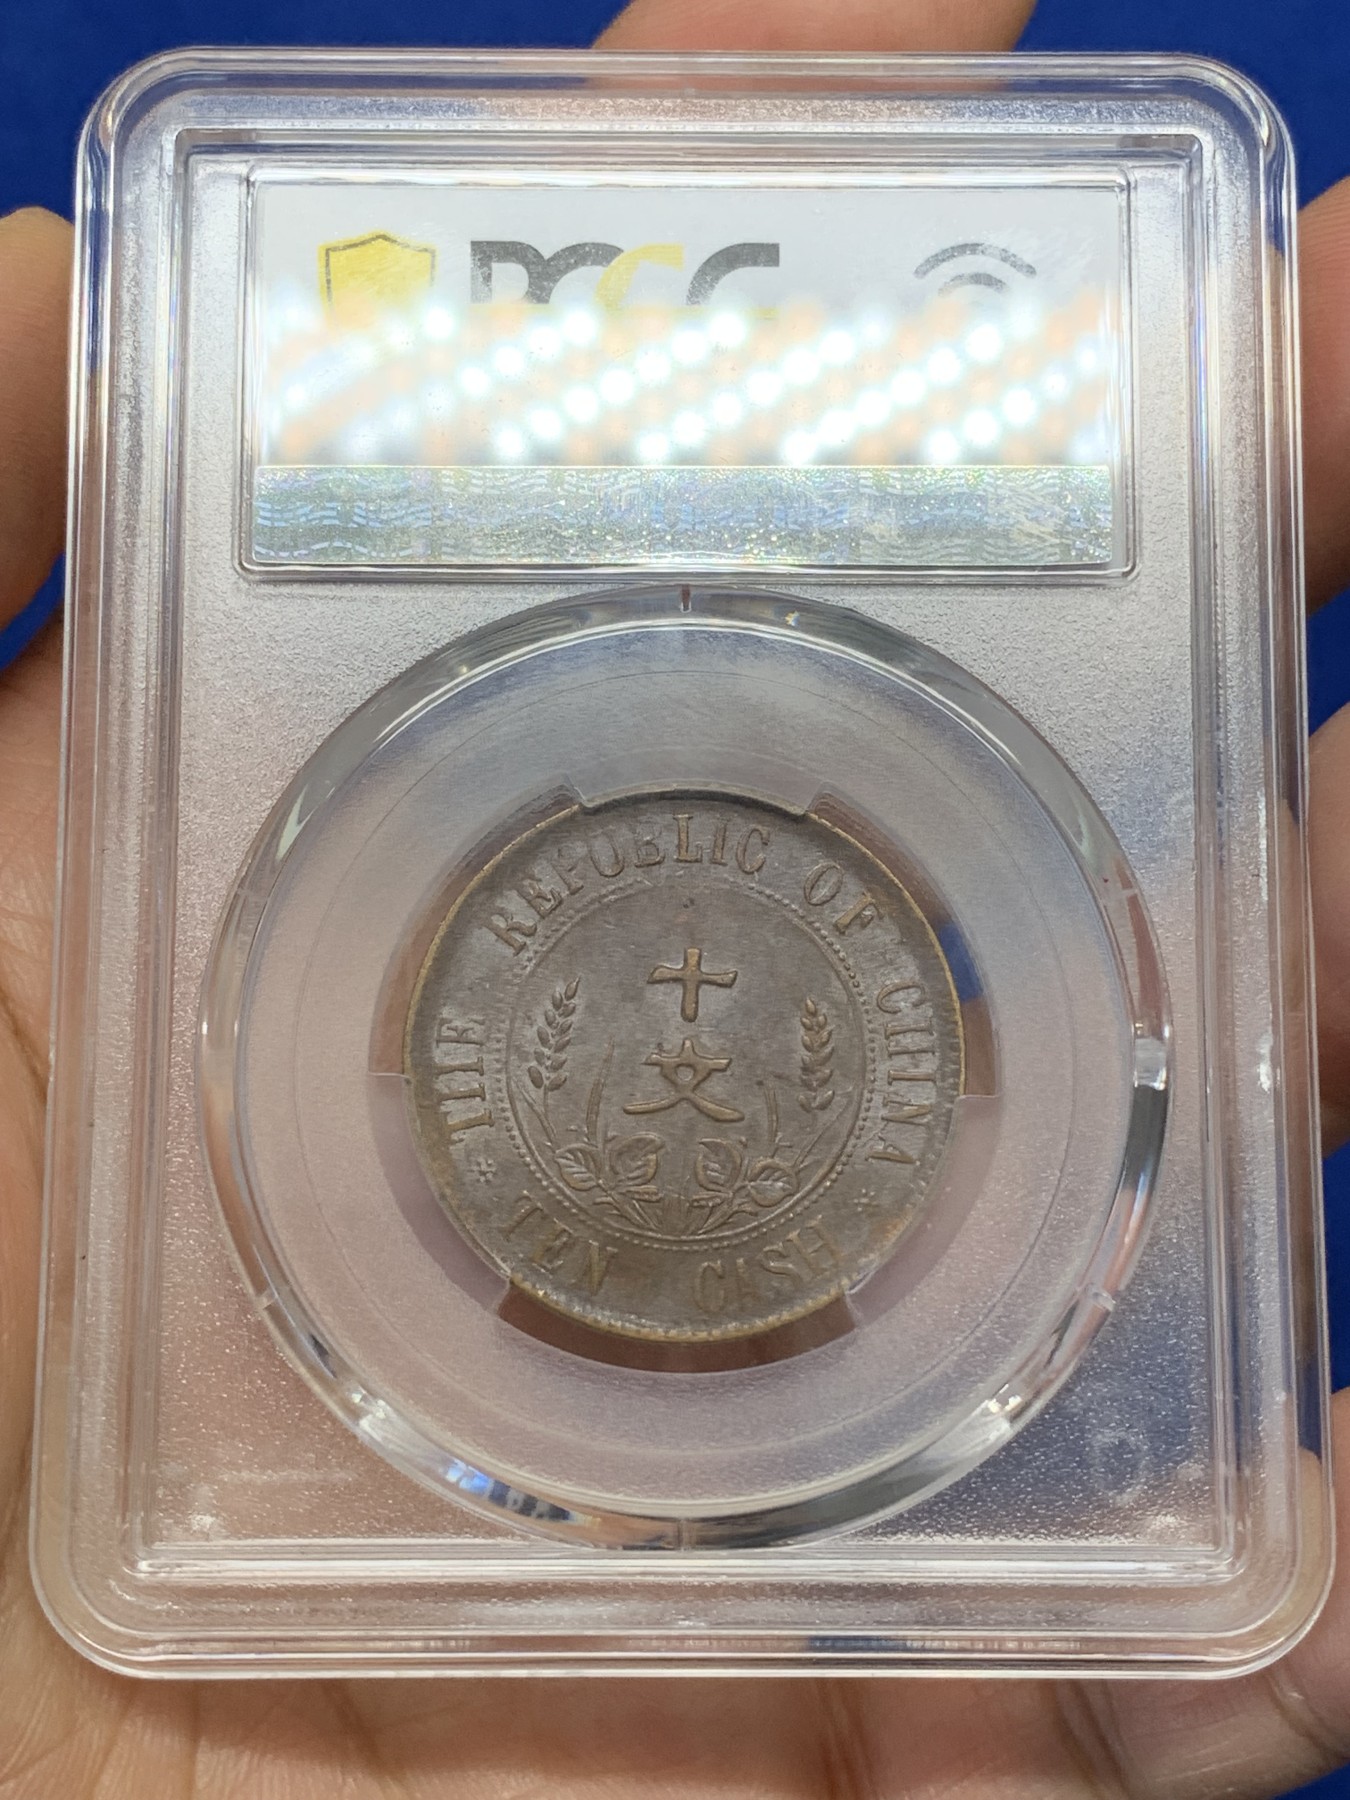 PCGS
THE REPUBLIC OF CHINA
十
文
TEN CASH